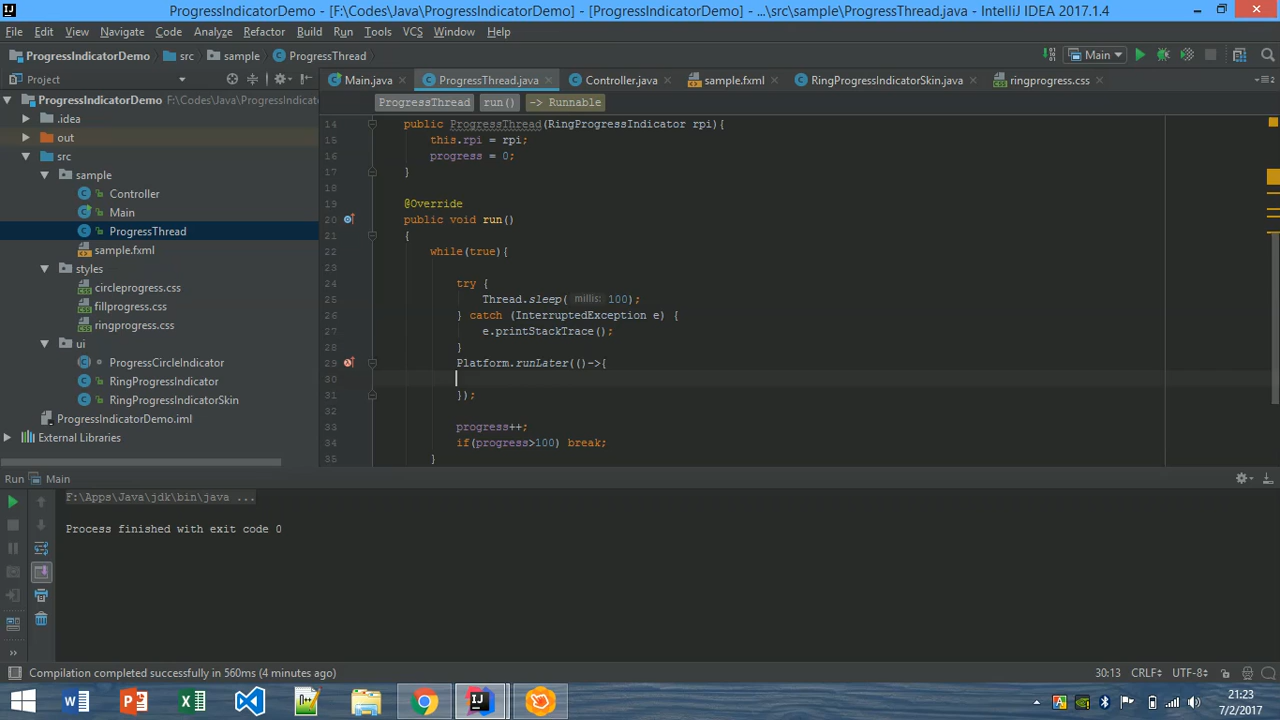 ProgressIndicatorDemo - [F:\Codes\Java\ProgressIndicatorDemo] - [ProgressIndicatorDemo] - ...\src\sample\ProgressThread.java - IntelliJ IDEA 2017.1.4
File Edit View Navigate Code Analyze Refactor Build Run Tools VCS Window Help
ProgressIndicatorDemo src sample ProgressThread Main
Project
Main.java ProgressThread.java Controller.java sample.fxml RingProgressIndicatorSkin.java ringprogress.css
ProgressIndicatorDemo F:\Codes\Java\ProgressIndicatorD
.idea
out
src
sample
Controller
Main
ProgressThread
sample.fxml
styles
circleprogress.css
fillprogress.css
ringprogress.css
ui
ProgressCircleIndicator
RingProgressIndicator
RingProgressIndicatorSkin
ProgressIndicatorDemo.iml
External Libraries
ProgressThread run() -> Runnable
14 public ProgressThread(RingProgressIndicator rpi){
15 this.rpi = rpi;
16 progress = 0;
17 }
18
19 @Override
20 public void run()
21 {
22 while(true){
23
24 try {
25 Thread.sleep( millis: 100);
26 } catch (InterruptedException e) {
27 e.printStackTrace();
28 }
29 Platform.runLater(()->{
30
31 });
32
33 progress++;
34 if(progress>100) break;
35 }
Run Main
F:\Apps\Java\jdk\bin\java ...
Process finished with exit code 0
Compilation completed successfully in 560ms (4 minutes ago)
30:13 CRLF UTF-8
21:23
7/2/2017